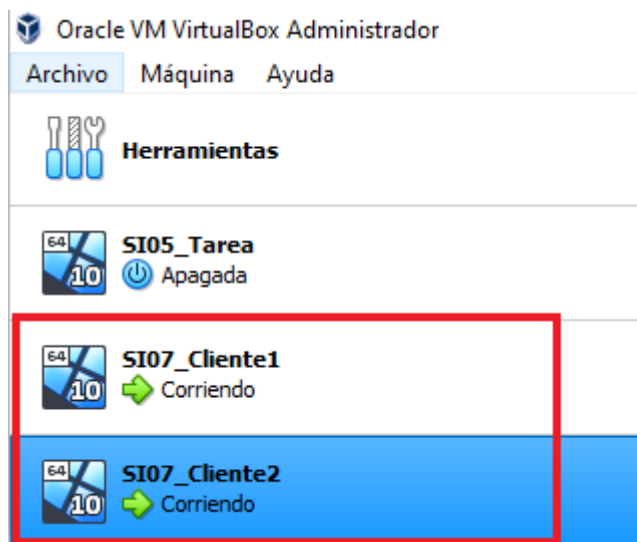 Oracle VM VirtualBox Administrador
Archivo Máquina Ayuda
Herramientas
64
10
SI05_Tarea
Apagada
64
10
SI07_Cliente1
Corriendo
64
10
SI07_Cliente2
Corriendo